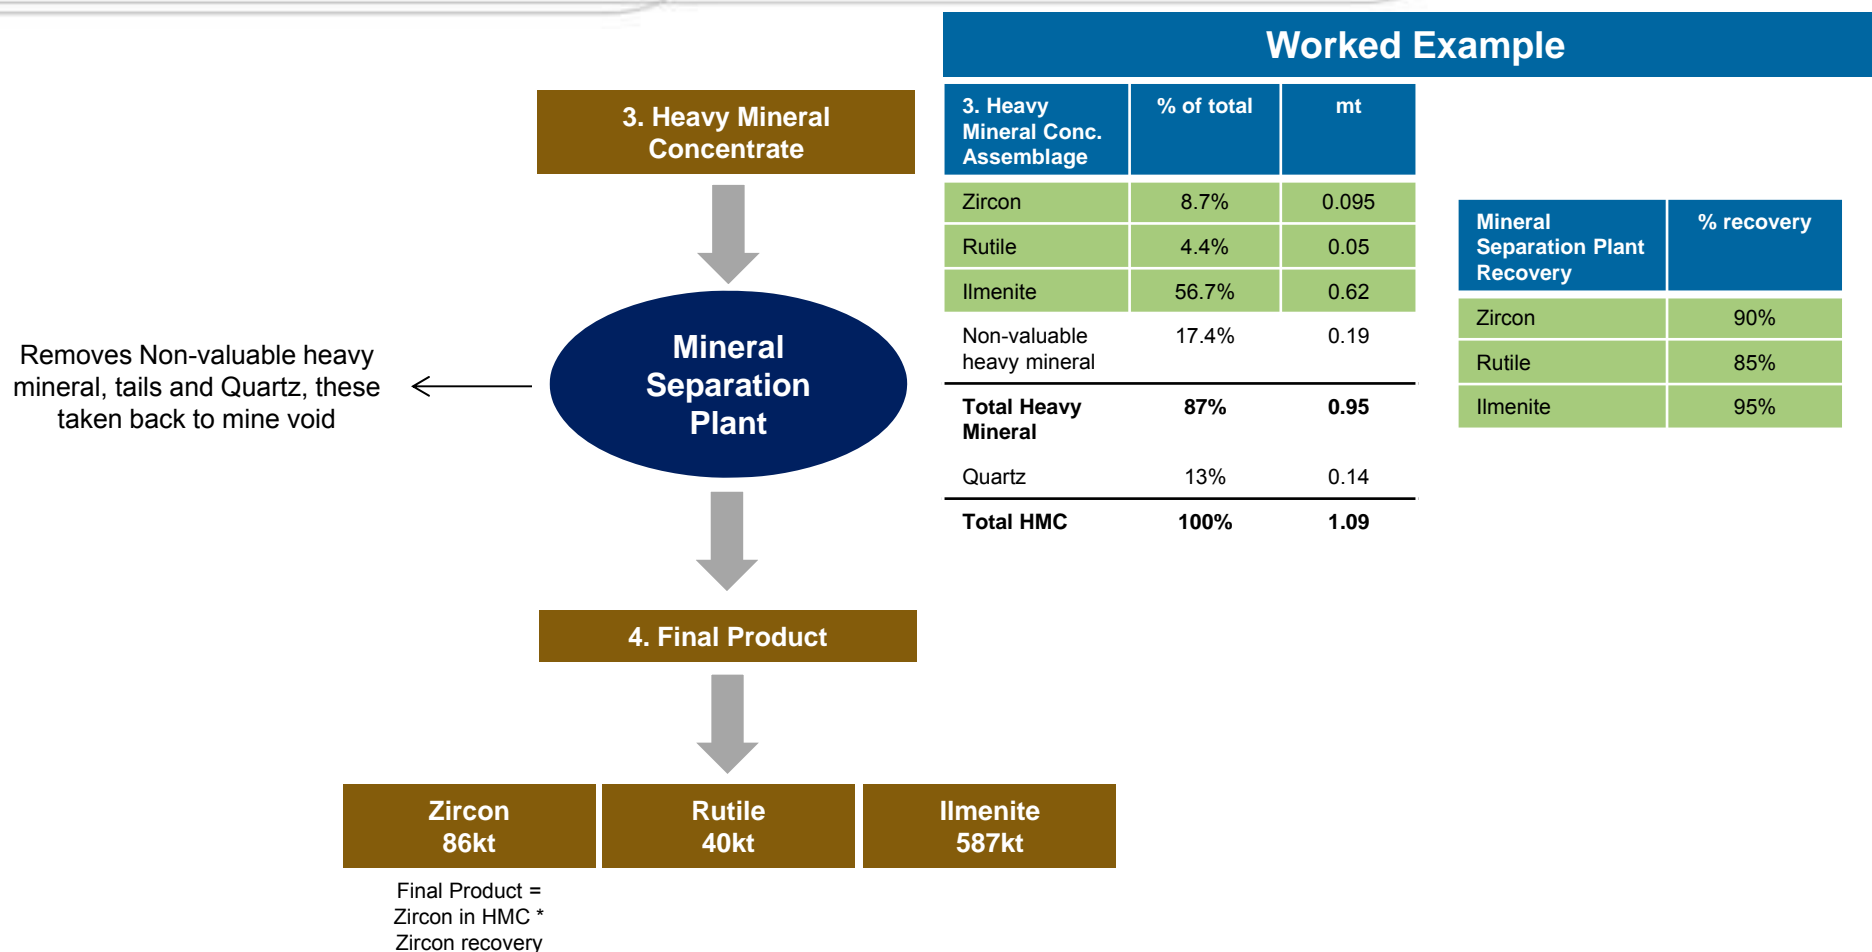 Worked Example
3. Heavy Mineral
Concentrate
3. Heavy
Mineral Conc.
Assemblage
% of total
mt
Zircon 8.7% 0.095
Rutile 4.4% 0.05
Ilmenite 56.7% 0.62
Non-valuable 17.4% 0.19
heavy mineral
Total Heavy 87% 0.95
Mineral
Quartz 13% 0.14
Total HMC 100% 1.09
Mineral
Separation Plant
Recovery
% recovery
Zircon 90%
Rutile 85%
Ilmenite 95%
Removes Non-valuable heavy
mineral, tails and Quartz, these
taken back to mine void
Mineral
Separation
Plant
4. Final Product
Zircon
86kt
Rutile
40kt
Ilmenite
587kt
Final Product =
Zircon in HMC *
Zircon recovery